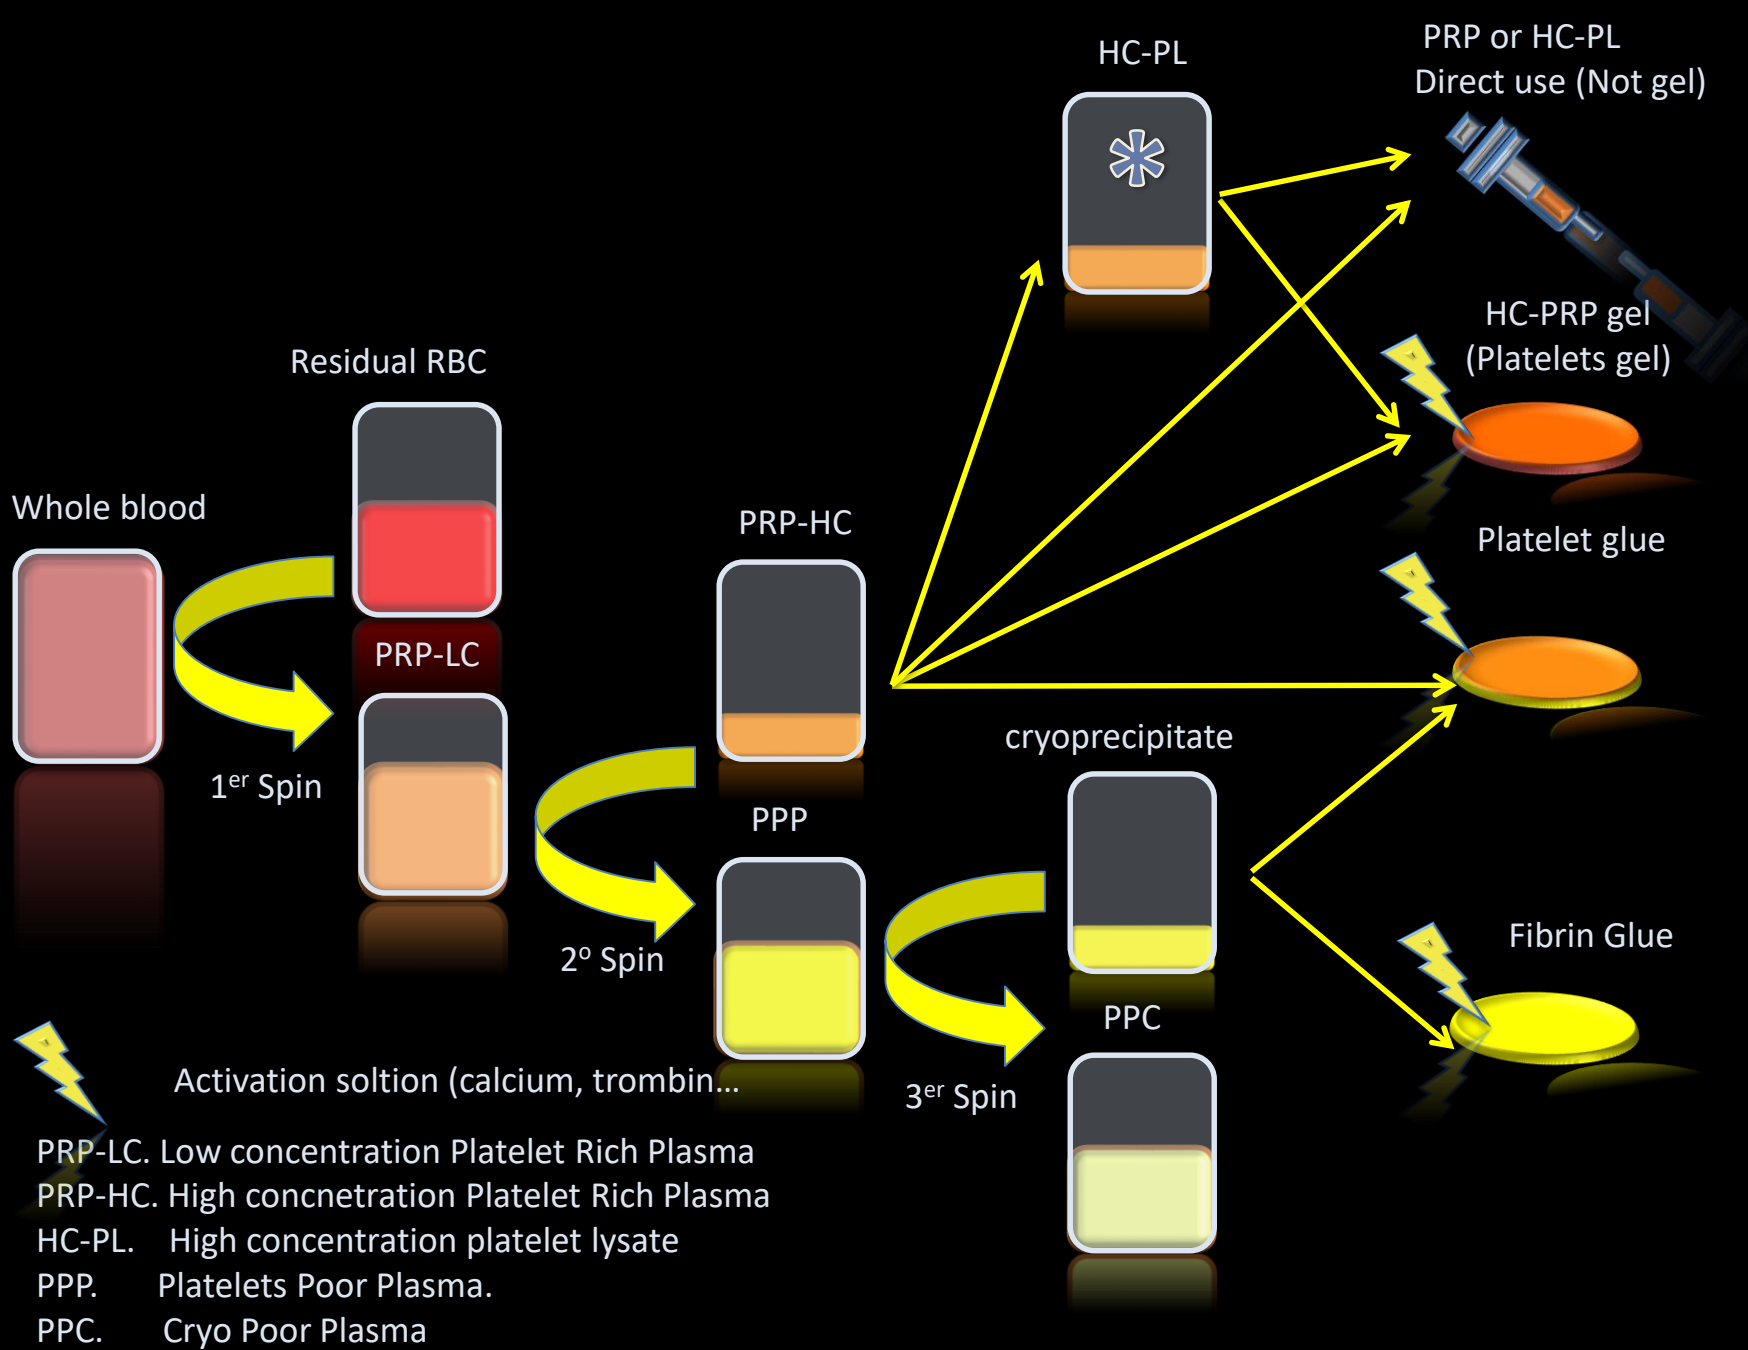 HC-PL
PRP or HC-PL
Direct use (Not gel)
HC-PRP gel
(Platelets gel)
Residual RBC
Whole blood
PRP-HC
Platelet glue
PRP-LC
cryoprecipitate
1er Spin
PPP
Fibrin Glue
2o Spin
PPC
Activation soltion (calcium, trombin...
3er Spin
PRP-LC. Low concentration Platelet Rich Plasma
PRP-HC. High concnetration Platelet Rich Plasma
HC-PL. High concentration platelet lysate
PPP. Platelets Poor Plasma.
PPC. Cryo Poor Plasma